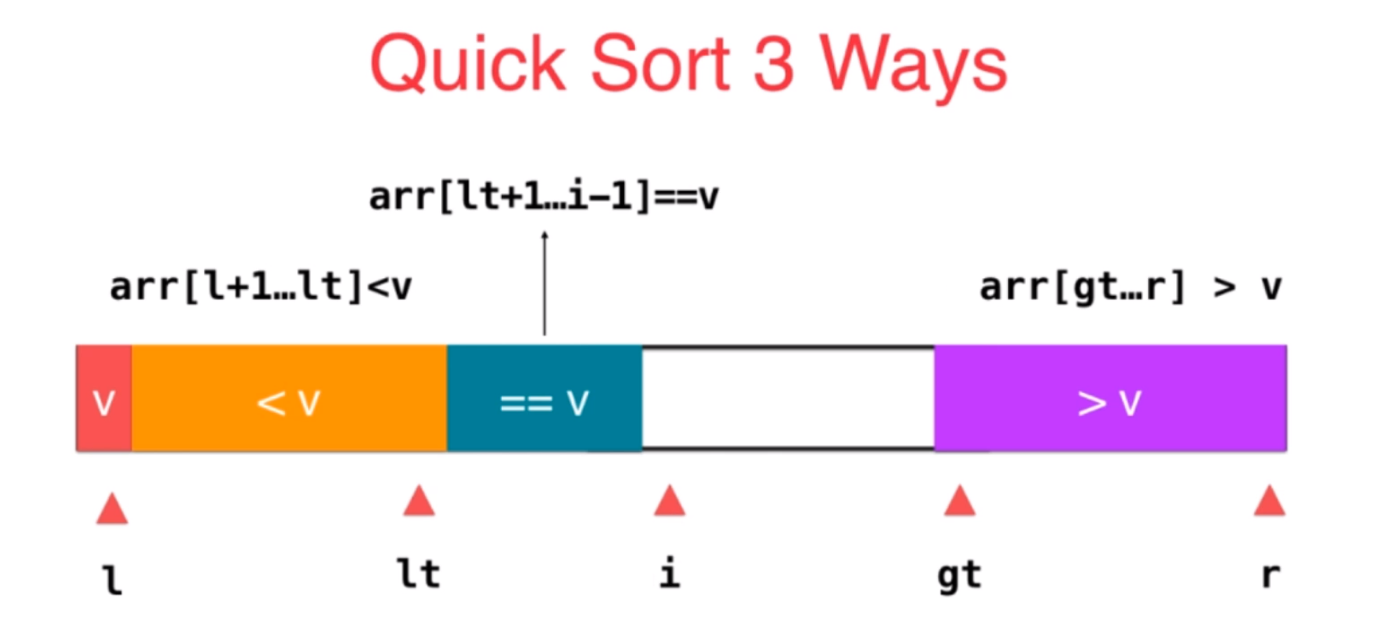 Quick Sort 3 Ways
arr[lt+1…i-1]==v
arr[l+1…lt]<v
arr[gt…r] > v
v
< v
== v
> v
l
lt
i
gt
r